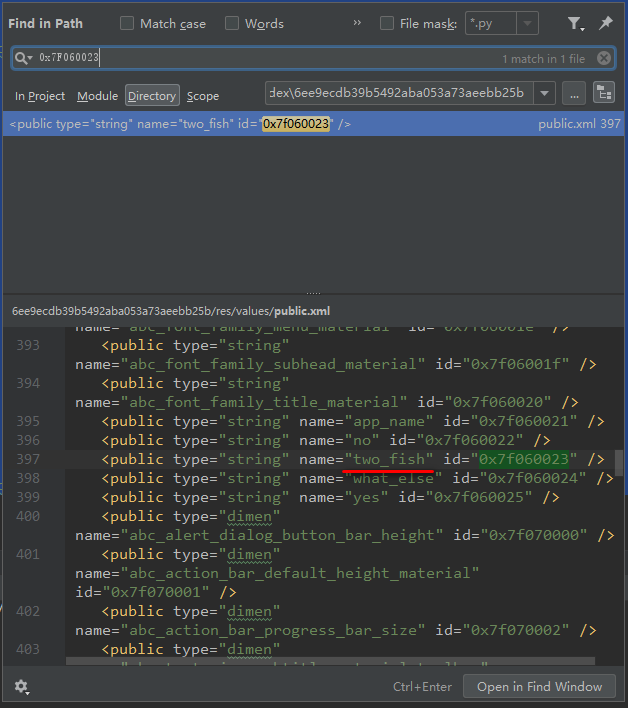 Find in Path
Match case
Words
»
File mask:
*.py
0x7F060023
1 match in 1 file
In Project
Module
Directory
Scope
dex\6ee9ecdb39b5492aba053a73aeebb25b
...
<public type="string" name="two_fish" id="0x7f060023" />
public.xml 397
6ee9ecdb39b5492aba053a73aeebb25b/res/values/public.xml
name="abc_font_family_menu_material" id="0x7f06001e" />
393 <public type="string"
name="abc_font_family_subhead_material" id="0x7f06001f" />
394 <public type="string"
name="abc_font_family_title_material" id="0x7f060020" />
395 <public type="string" name="app_name" id="0x7f060021" />
396 <public type="string" name="no" id="0x7f060022" />
397 <public type="string" name="two_fish" id="0x7f060023" />
398 <public type="string" name="what_else" id="0x7f060024" />
399 <public type="string" name="yes" id="0x7f060025" />
400 <public type="dimen"
name="abc_alert_dialog_button_bar_height" id="0x7f070000" />
401 <public type="dimen"
name="abc_action_bar_default_height_material"
id="0x7f070001" />
402 <public type="dimen"
name="abc_action_bar_progress_bar_size" id="0x7f070002" />
403 <public type="dimen"
Ctrl+Enter
Open in Find Window